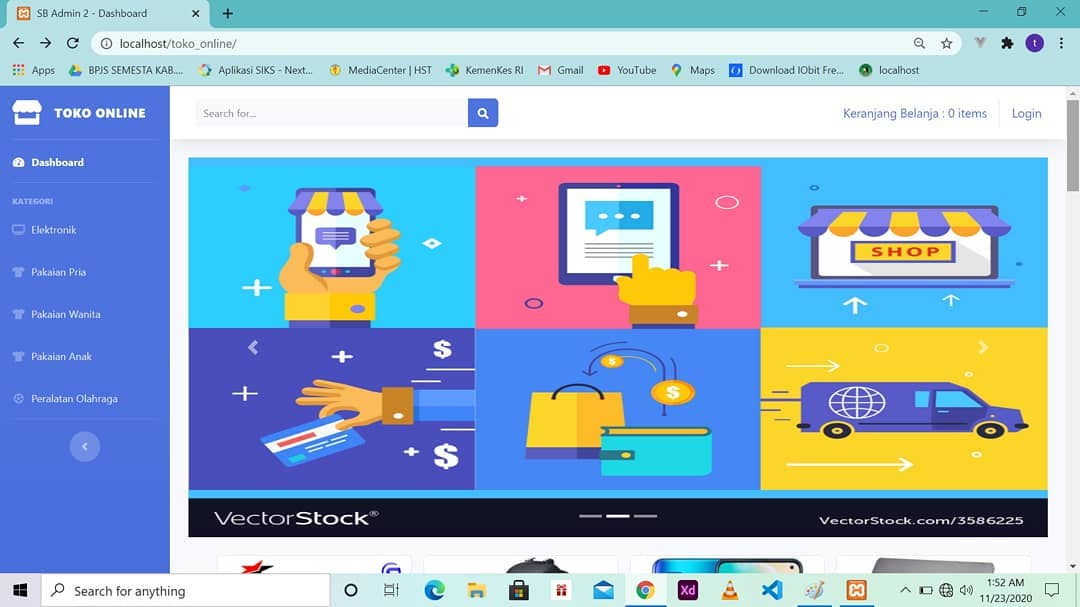 SB Admin 2 - Dashboard
localhost/toko_online/
t
Apps
BPJS SEMESTA KAB....
Aplikasi SIKS - Next...
MediaCenter | HST
KemenKes RI
Gmail
YouTube
Maps
Download IObit Fre...
localhost
TOKO ONLINE
Search for...
Keranjang Belanja : 0 items
Login
Dashboard
KATEGORI
Elektronik
Pakaian Pria
Pakaian Wanita
Pakaian Anak
Peralatan Olahraga
SHOP
$
$
$
$
VectorStock®
VectorStock.com/3586225
Search for anything
Xd
1:52 AM
11/23/2020